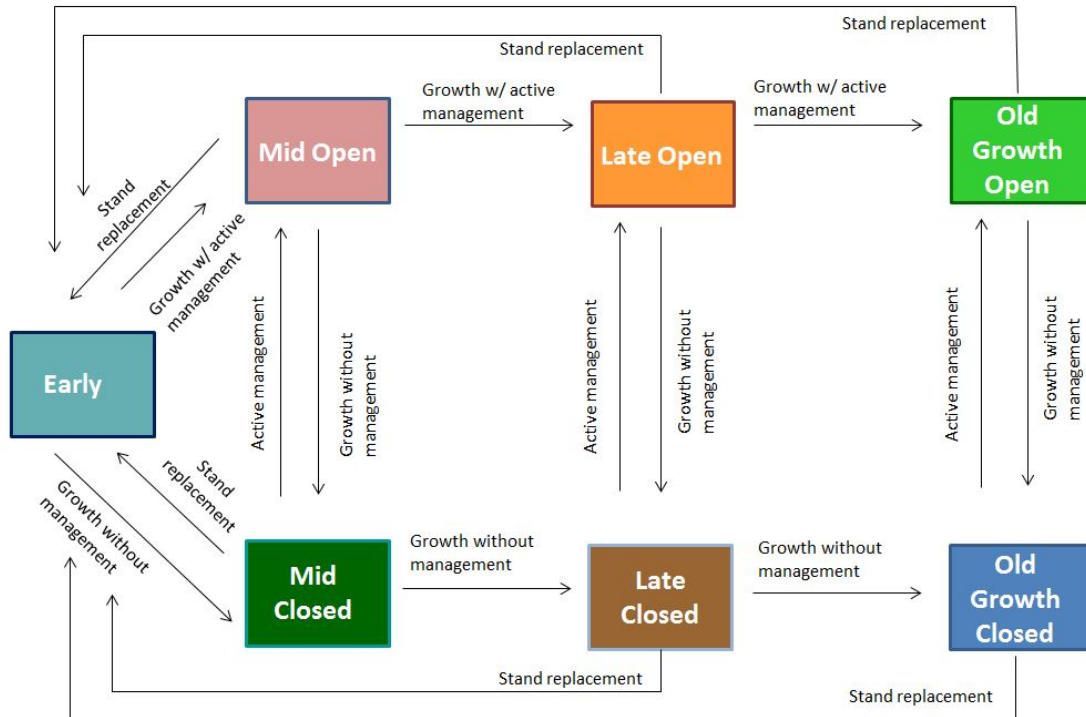 Stand replacement
Stand replacement
Growth w/ active
management
Growth w/ active
management
Mid Open
Late Open
Old
Growth
Open
Stand
replacement
Growth w/ active
management
Early
Active management
Growth without
management
Active management
Growth without
management
Active management
Growth without
management
Stand
replacement
Growth without
management
Mid
Closed
Growth without
management
Late
Closed
Growth without
management
Old
Growth
Closed
Stand replacement
Stand replacement